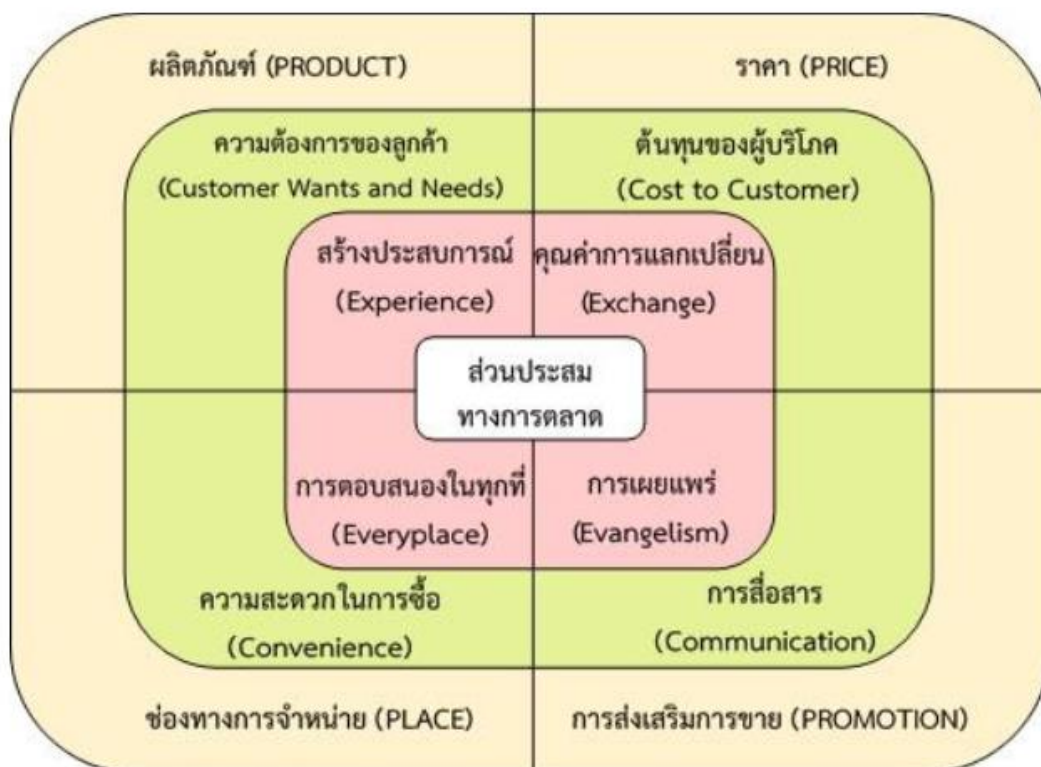 ผลิตภัณฑ์ (PRODUCT)
ราคา (PRICE)
ความต้องการของลูกค้า
(Customer Wants and Needs)
ต้นทุนของผู้บริโภค
(Cost to Customer)
สร้างประสบการณ์
(Experience)
คุณค่าการแลกเปลี่ยน
(Exchange)
ส่วนประสม
ทางการตลาด
การตอบสนองในทุกที่
(Everyplace)
การเผยแพร่
(Evangelism)
ความสะดวกในการซื้อ
(Convenience)
การสื่อสาร
(Communication)
ช่องทางการจำหน่าย (PLACE)
การส่งเสริมการขาย (PROMOTION)